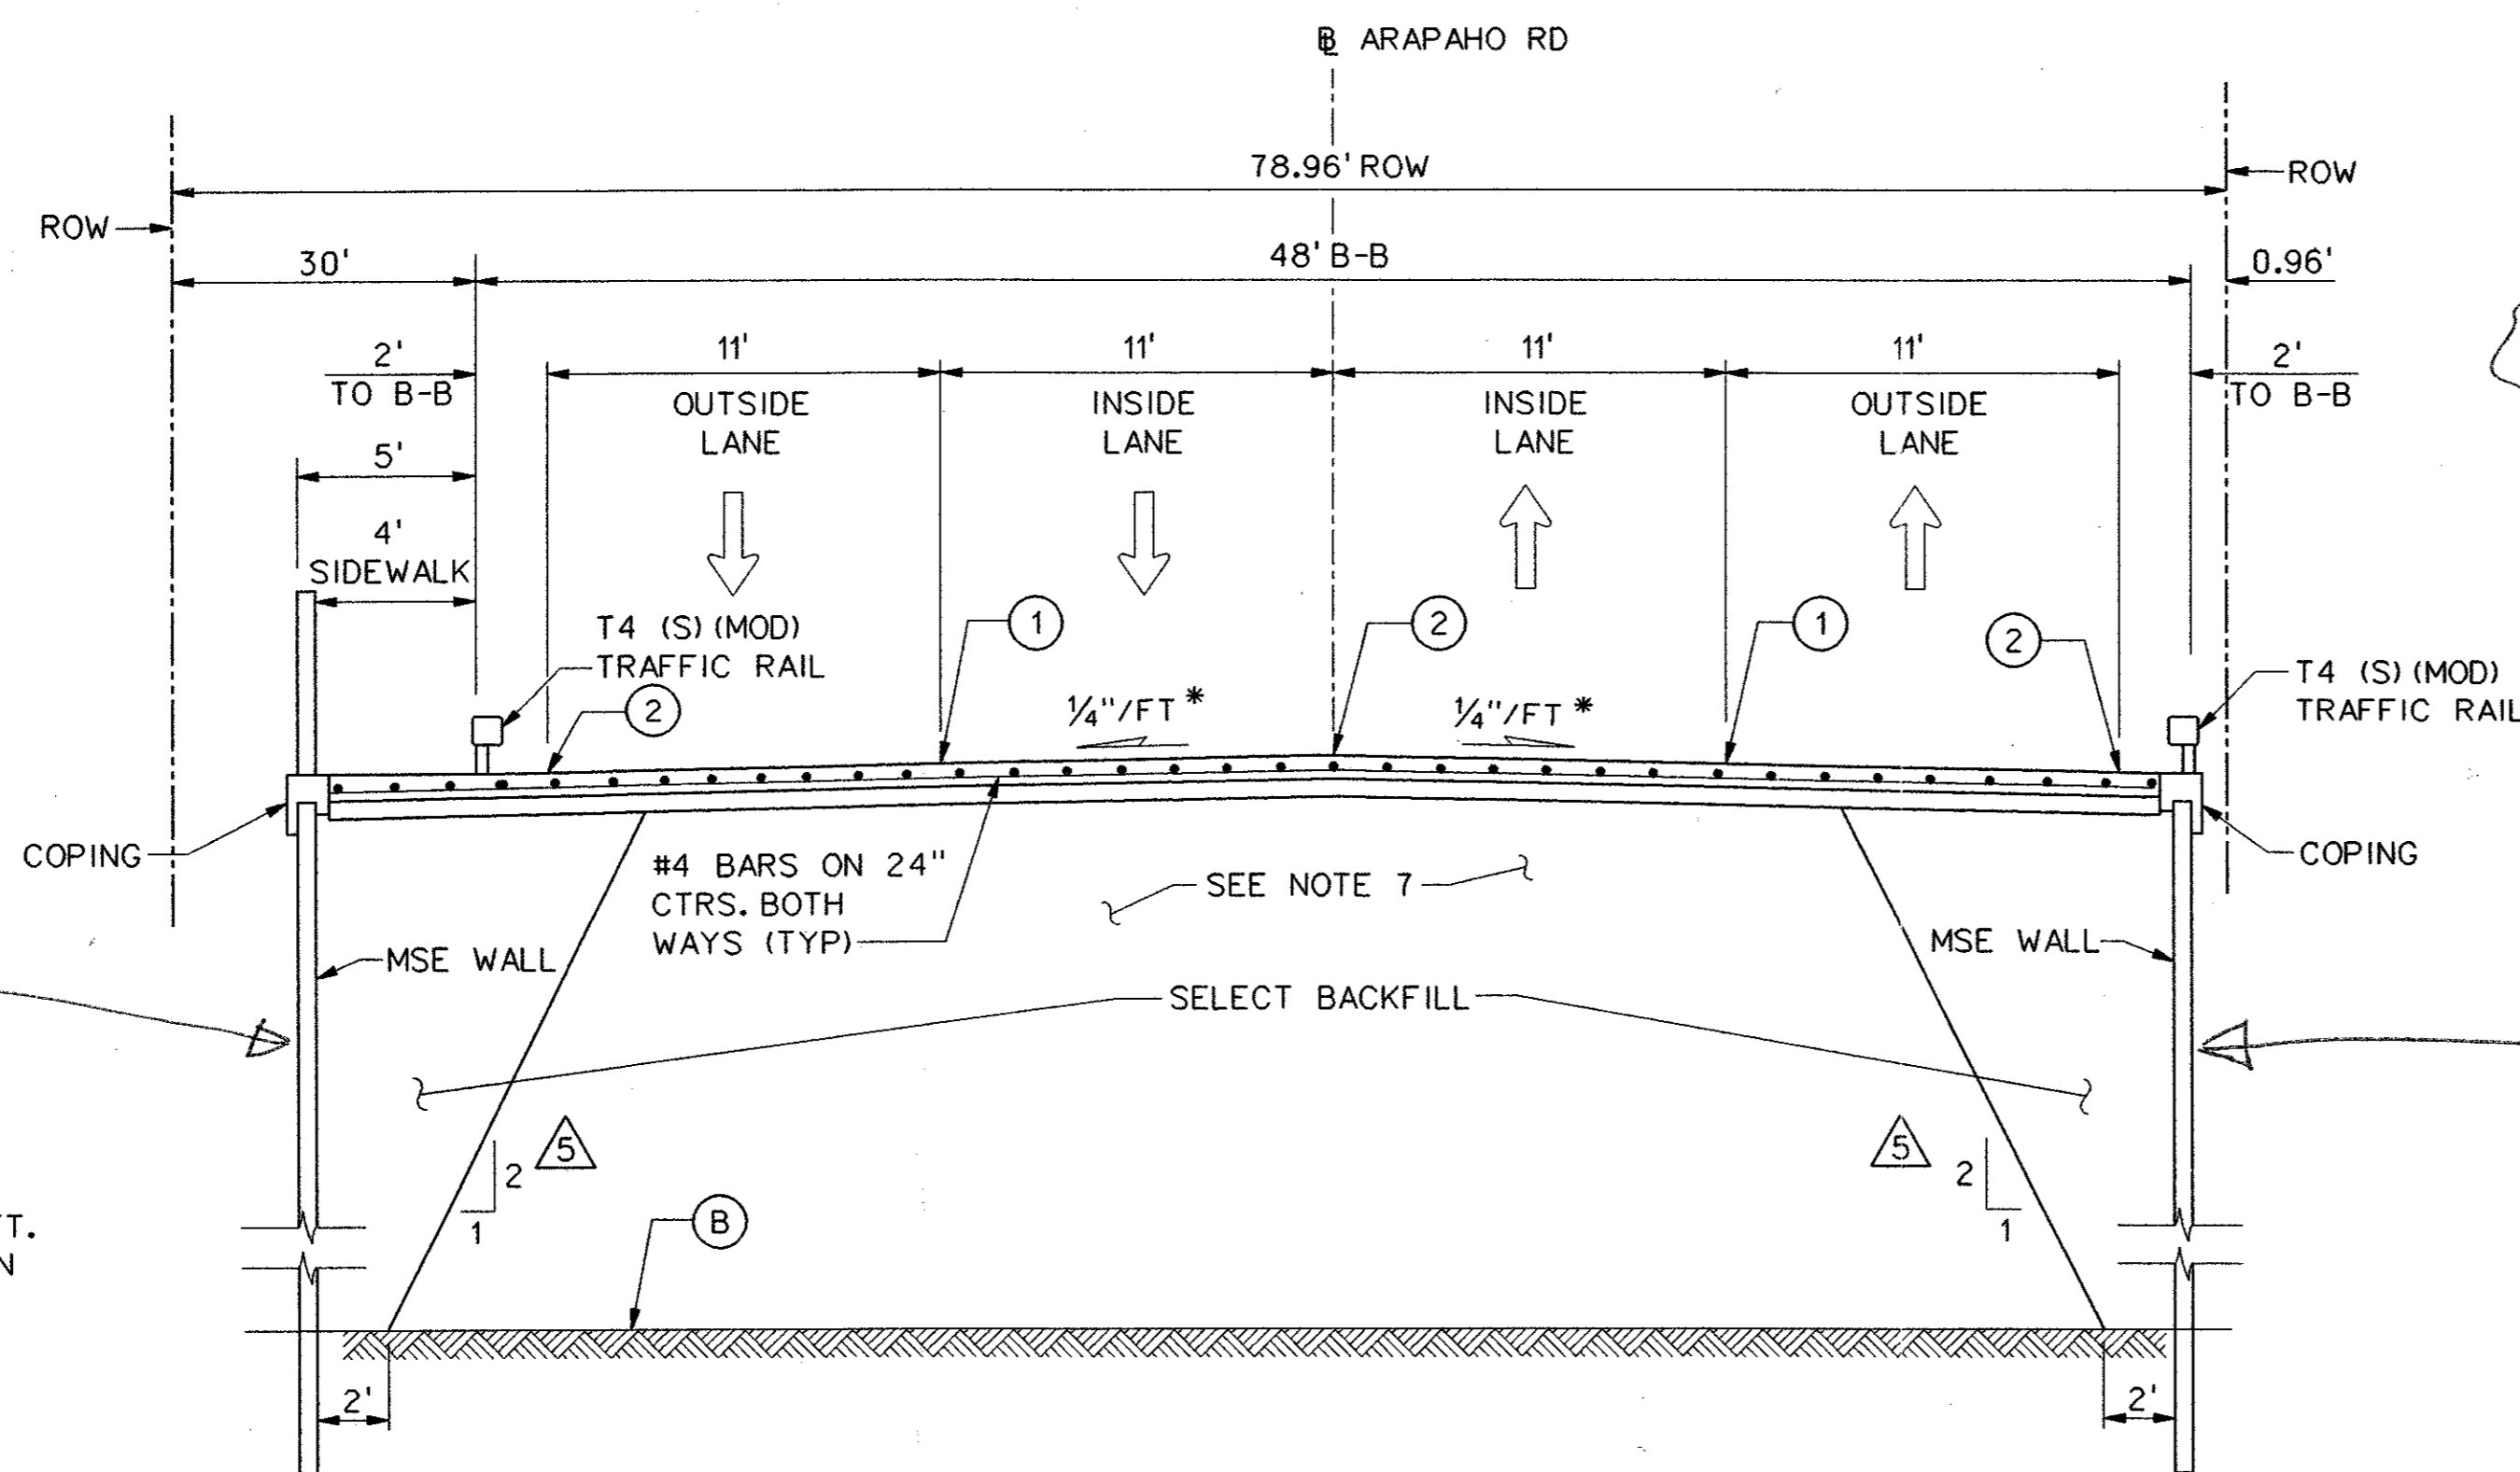 ℄ ARAPAHO RD
78.96' ROW
ROW
ROW
30'
48' B-B
0.96'
2'
TO B-B
11'
11'
11'
11'
2'
TO B-B
OUTSIDE
LANE
INSIDE
LANE
INSIDE
LANE
OUTSIDE
LANE
5'
4'
SIDEWALK
T4 (S)(MOD)
TRAFFIC RAIL
1
2
1
2
T4 (S)(MOD)
TRAFFIC RAIL
2
1/4"/FT *
1/4"/FT *
COPING
#4 BARS ON 24"
CTRS. BOTH
WAYS (TYP)
SEE NOTE 7
COPING
MSE WALL
MSE WALL
SELECT BACKFILL
5
2
1
5
2
1
B
2'
2'